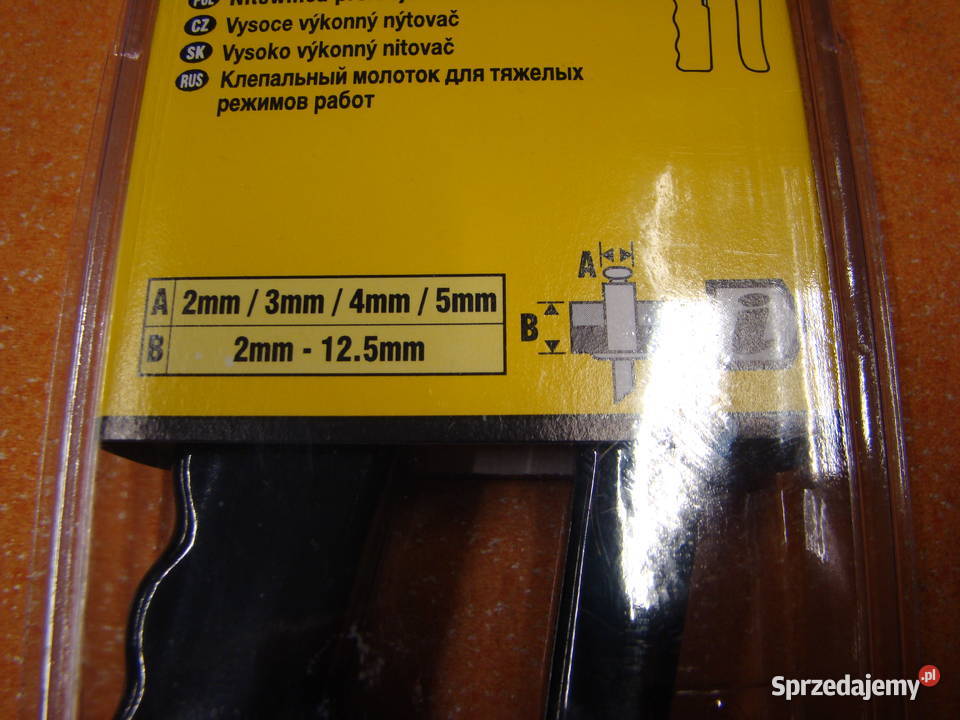 POL
CZ Vysoce výkonný nýtovač
SK Vysoko výkonný nitovač
RUS Клепальный молоток для тяжелых
режимов работ
A 2mm / 3mm / 4mm / 5mm
B 2mm - 12.5mm
A
B
i
Sprzedajemy.pl